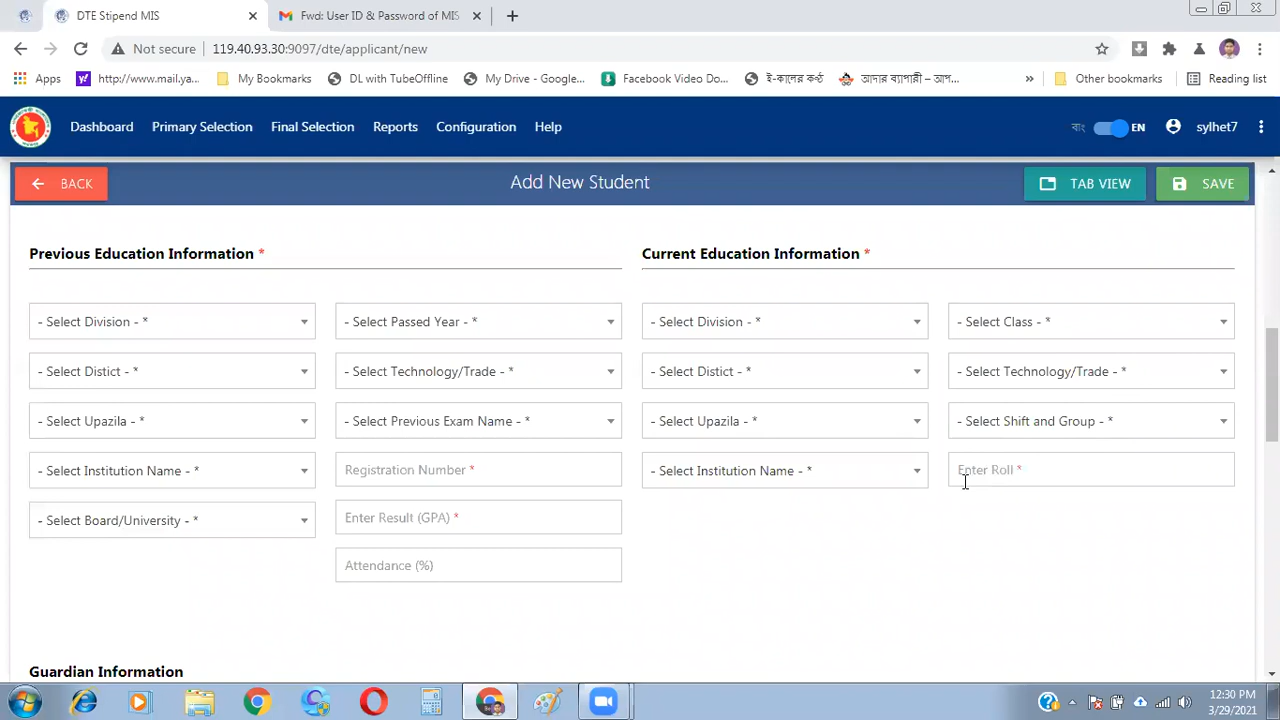 DTE Stipend MIS
Fwd: User ID & Password of MIS
Not secure
119.40.93.30:9097/dte/applicant/new
Apps
http://www.mail.ya...
My Bookmarks
DL with TubeOffline
My Drive - Google...
Facebook Video Do...
ই-কালের কণ্ঠ
আদার ব্যাপারী – আপ...
»
Other bookmarks
Reading list
Dashboard
Primary Selection
Final Selection
Reports
Configuration
Help
বাং
EN
sylhet7
BACK
Add New Student
TAB VIEW
SAVE
Previous Education Information *
Current Education Information *
- Select Division - *
- Select Passed Year - *
- Select Division - *
- Select Class - *
- Select Distict - *
- Select Technology/Trade - *
- Select Distict - *
- Select Technology/Trade - *
- Select Upazila - *
- Select Previous Exam Name - *
- Select Upazila - *
- Select Shift and Group - *
- Select Institution Name - *
Registration Number *
- Select Institution Name - *
Enter Roll *
- Select Board/University - *
Enter Result (GPA) *
Attendance (%)
Guardian Information
12:30 PM
3/29/2021